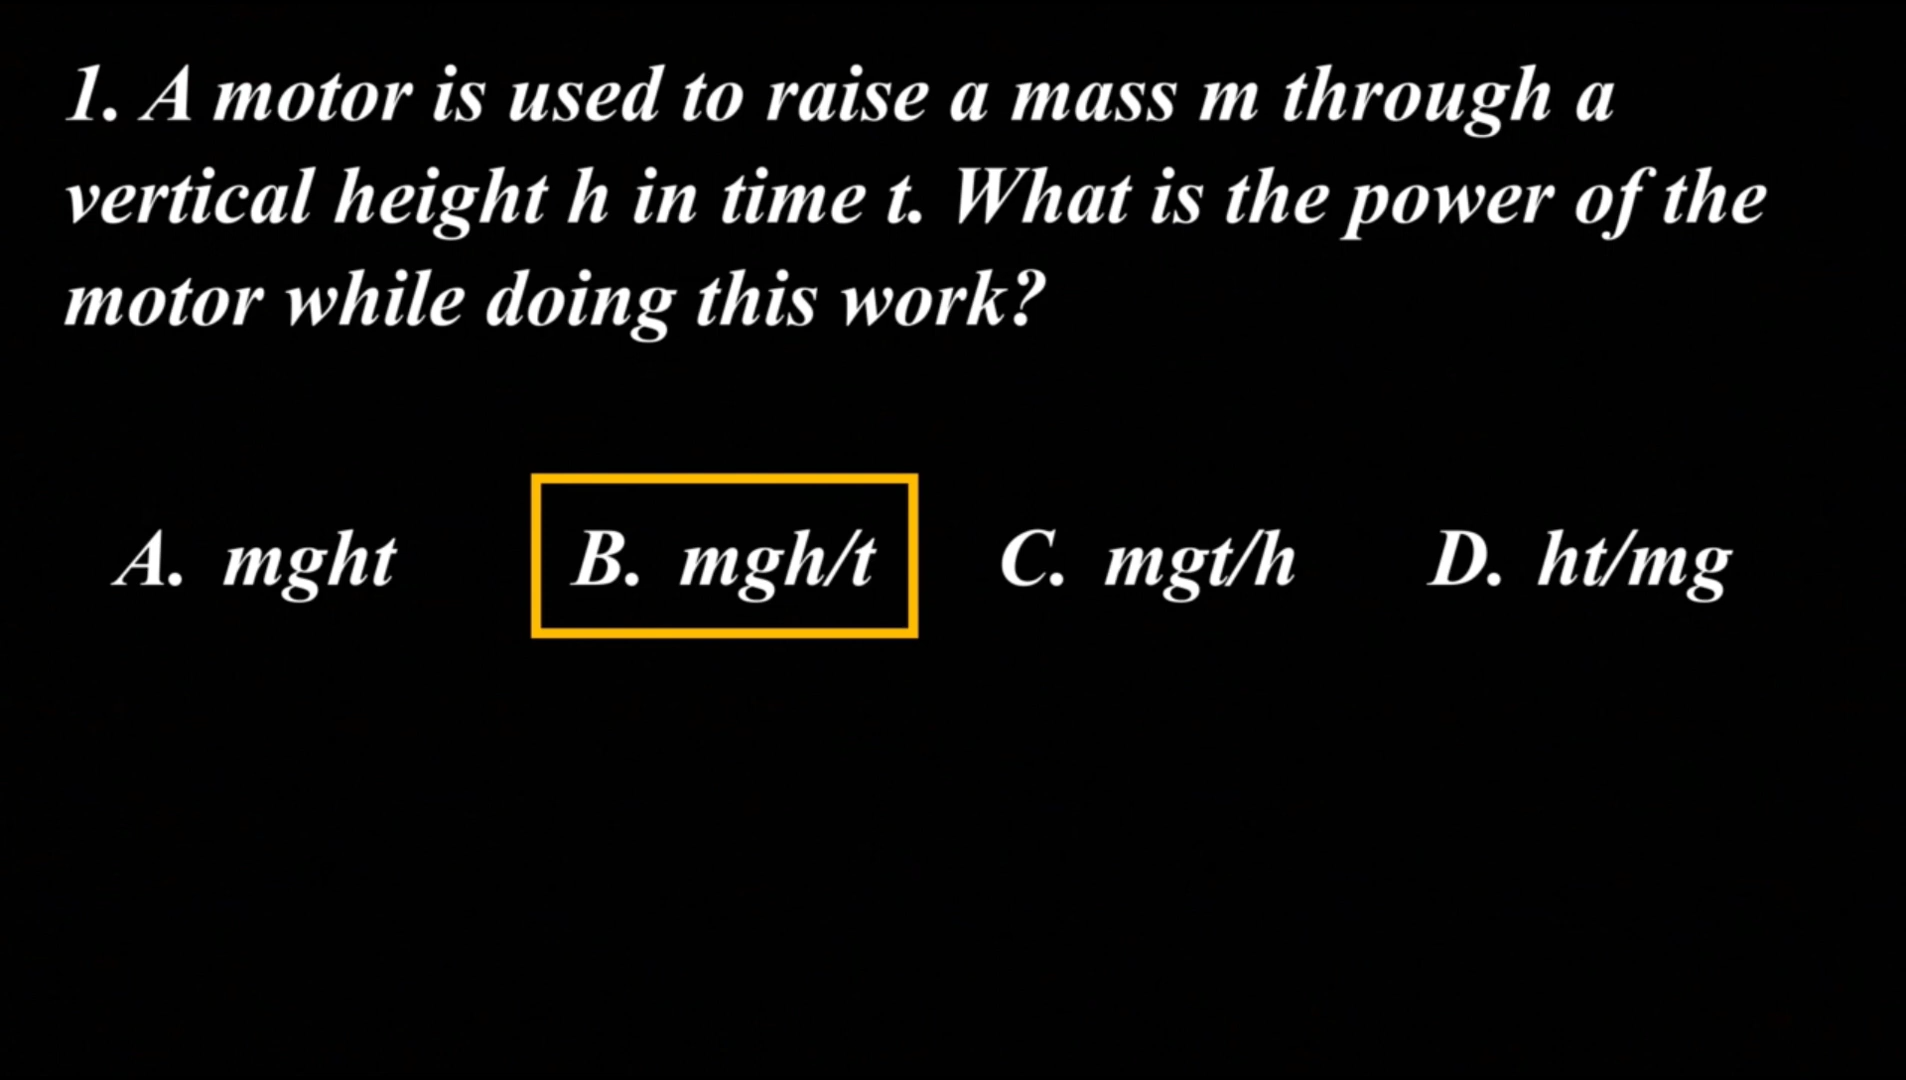 1. A motor is used to raise a mass m through a
vertical height h in time t. What is the power of the
motor while doing this work?
A. mght B. mgh/t C. mgt/h D. ht/mg